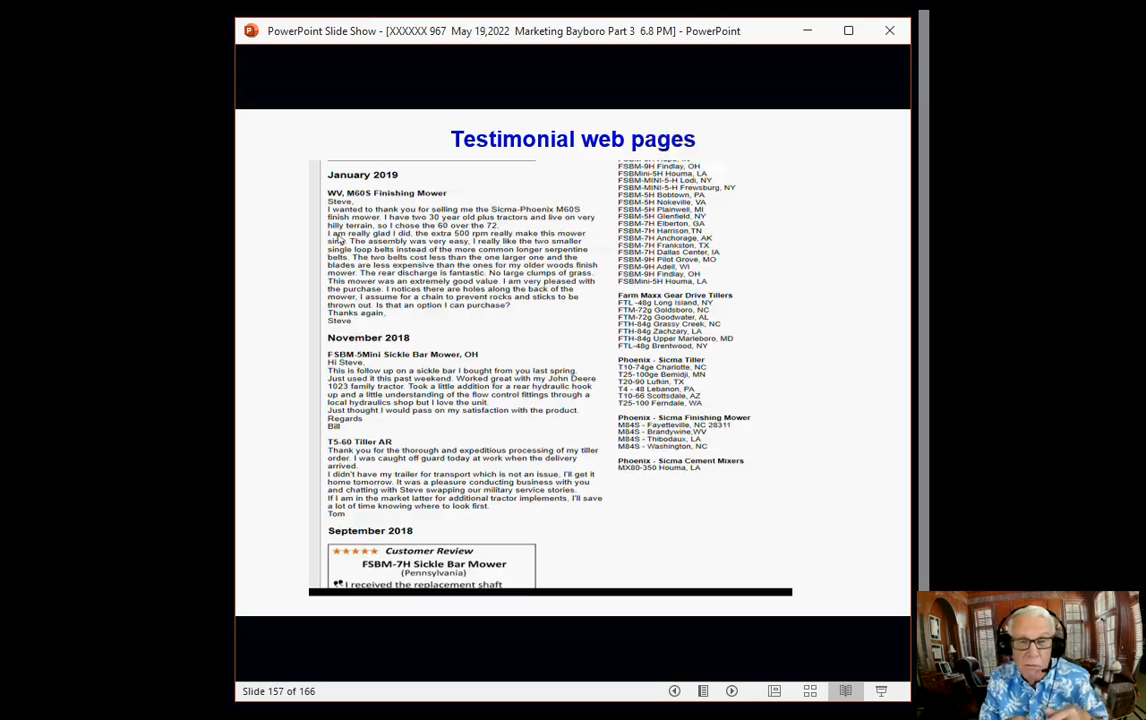 PowerPoint Slide Show - [XXXXXX 967 May 19,2022 Marketing Bayboro Part 3 6.8 PM] - PowerPoint
Testimonial web pages
January 2019
WV, M60S Finishing Mower
Steve,
I wanted to thank you for selling me the Sicma-Phoenix M60S
finish mower. I have two 30 year old plus tractors and live on very
hilly terrain, so I chose the 60 over the 72.
I am really glad I did. the extra 500 rpm really make this mower
sing. The assembly was very easy, I really like the two smaller
single loop belts instead of the more common longer serpentine
belts. The two belts cost less than the one larger one and the
blades are less expensive than the ones for my older woods finish
mower. The rear discharge is fantastic. No large clumps of grass.
This mower was an extremely good value. I am very pleased with
the purchase. I notices there are holes along the back of the
mower, I assume for a chain to prevent rocks and sticks to be
thrown out. Is that an option I can purchase?
Thanks again,
Steve
November 2018
FSBM-5Mini Sickle Bar Mower, OH
Hi Steve,
This is follow up on a sickle bar I bought from you last spring.
Just used it this past weekend. Worked great with my John Deere
1023 family tractor. Took a little addition for a rear hydraulic hook
up and a little understanding of the flow control fittings through a
local hydraulics shop but I love the unit.
Just thought I would pass on my satisfaction with the product.
Regards
Bill
T5-60 Tiller AR
Thank you for the thorough and expeditious processing of my tiller
order. I was caught off guard today at work when the delivery
arrived.
I didn't have my trailer for transport which is not an issue, I'll get it
home tomorrow. It was a pleasure conducting business with you
and chatting with Steve swapping our military service stories.
If I am in the market latter for additional tractor implements, I'll save
a lot of time knowing where to look first.
Tom
September 2018
Customer Review
FSBM-7H Sickle Bar Mower
(Pennsylvania)
I received the replacement shaft
FSBM-9H Findlay, OH
FSBMini-5H Houma, LA
FSBM-MINI-5-H Lodi, NY
FSBM-MINI-5-H Frewsburg, NY
FSBM-5H Bobtown, PA
FSBM-5H Nokeville, VA
FSBM-5H Plainwell, MI
FSBM-5H Glenfield, NY
FSBM-7H Elberton, GA
FSBM-7H Harrison,TN
FSBM-7H Anchorage, AK
FSBM-7H Frankston, TX
FSBM-7H Dallas Center, IA
FSBM-9H Pilot Grove, MO
FSBM-9H Adell, WI
FSBM-9H Findlay, OH
FSBMini-5H Houma, LA
Farm Maxx Gear Drive Tillers
FTL -48g Long Island, NY
FTM-72g Goldsboro, NC
FTM-72g Goodwater, AL
FTH-84g Grassy Creek, NC
FTH-84g Zachzary, LA
FTH-84g Upper Marleboro, MD
FTL-48g Brentwood, NY
Phoenix - Sicma Tiller
T10-74ge Charlotte, NC
T25-100ge Bemidji, MN
T20-90 Lufkin, TX
T4 - 48 Lebanon, PA
T10-66 Scottsdale, AZ
T25-100 Ferndale, WA
Phoenix - Sicma Finishing Mower
M84S - Fayetteville, NC 28311
M84S - Brandywine,WV
M84S - Thibodaux, LA
M84S - Washington, NC
Phoenix - Sicma Cement Mixers
MX80-350 Houma, LA
Slide 157 of 166